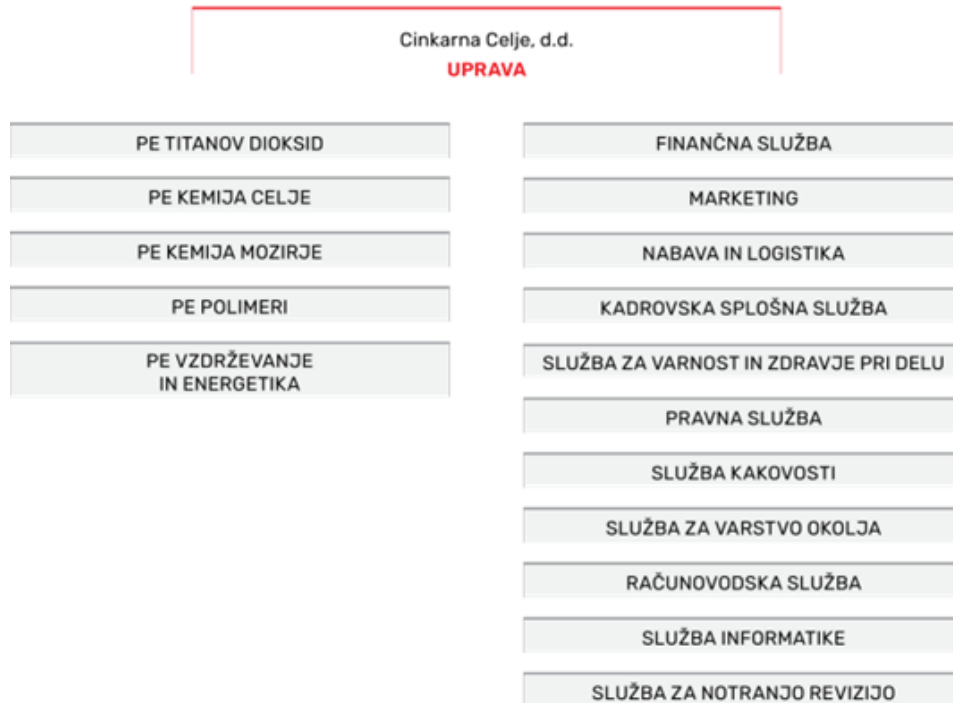 Cinkarna Celje, d.d.
UPRAVA
PE TITANOV DIOKSID
PE KEMIJA CELJE
PE KEMIJA MOZIRJE
PE POLIMERI
PE VZDRŽEVANJE
IN ENERGETIKA
FINANČNA SLUŽBA
MARKETING
NABAVA IN LOGISTIKA
KADROVSKA SPLOŠNA SLUŽBA
SLUŽBA ZA VARNOST IN ZDRAVJE PRI DELU
PRAVNA SLUŽBA
SLUŽBA KAKOVOSTI
SLUŽBA ZA VARSTVO OKOLJA
RAČUNOVODSKA SLUŽBA
SLUŽBA INFORMATIKE
SLUŽBA ZA NOTRANJO REVIZIJO